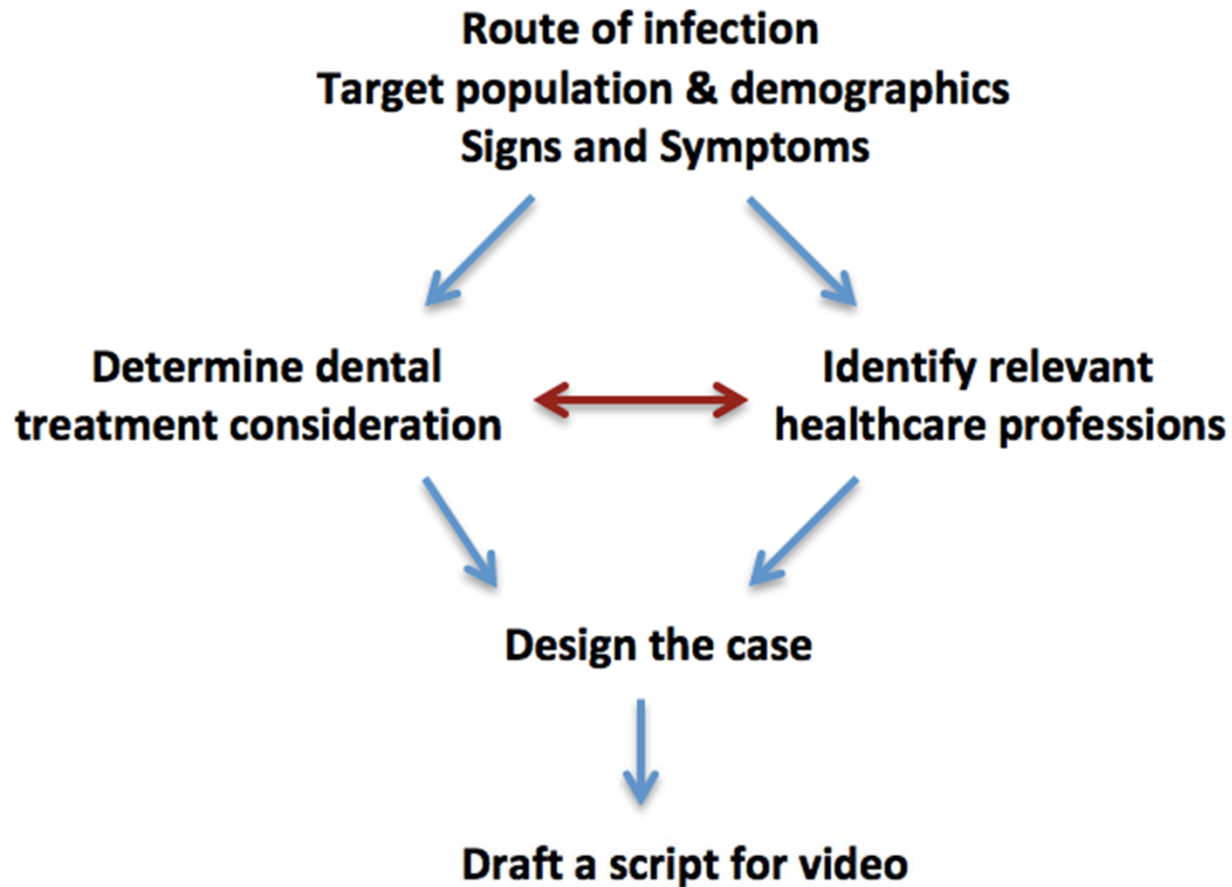 Route of infection
Target population & demographics
Signs and Symptoms
Determine dental
treatment consideration
Identify relevant
healthcare professions
Design the case
Draft a script for video